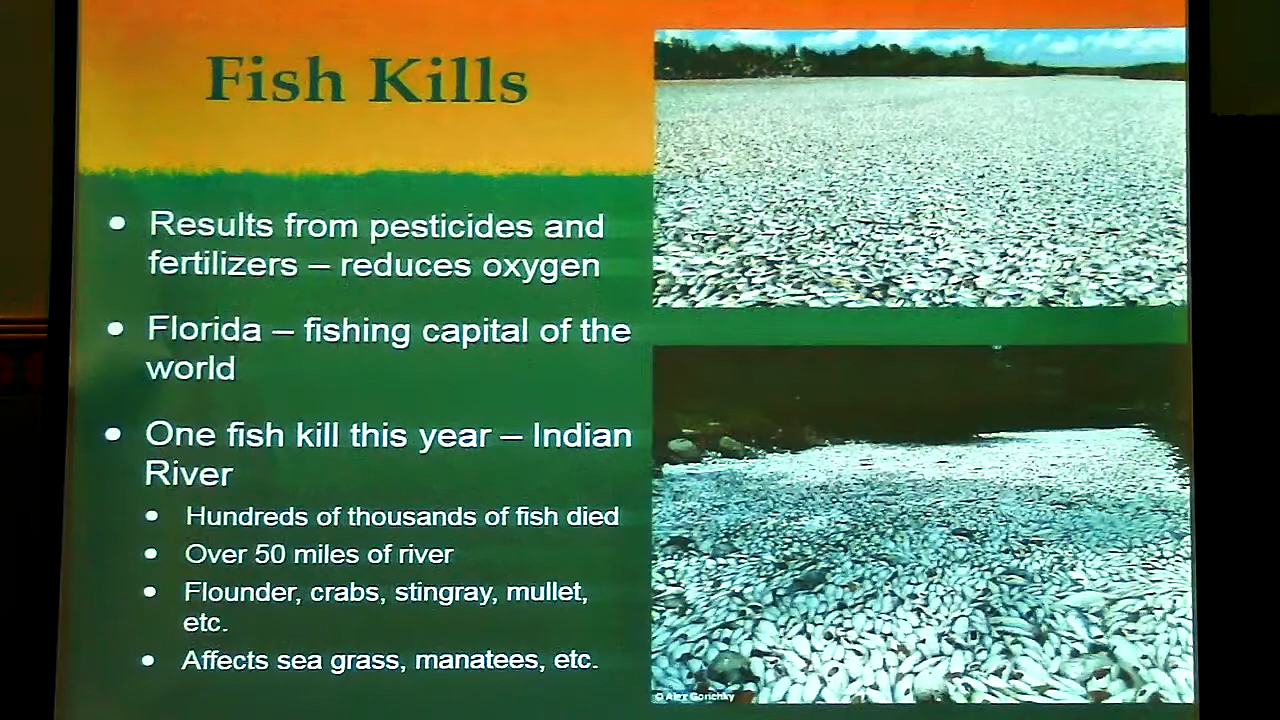 Fish Kills
• Results from pesticides and
fertilizers – reduces oxygen
• Florida – fishing capital of the
world
• One fish kill this year – Indian
River
• Hundreds of thousands of fish died
• Over 50 miles of river
• Flounder, crabs, stingray, mullet,
etc.
• Affects sea grass, manatees, etc.
© Alex Gorichky